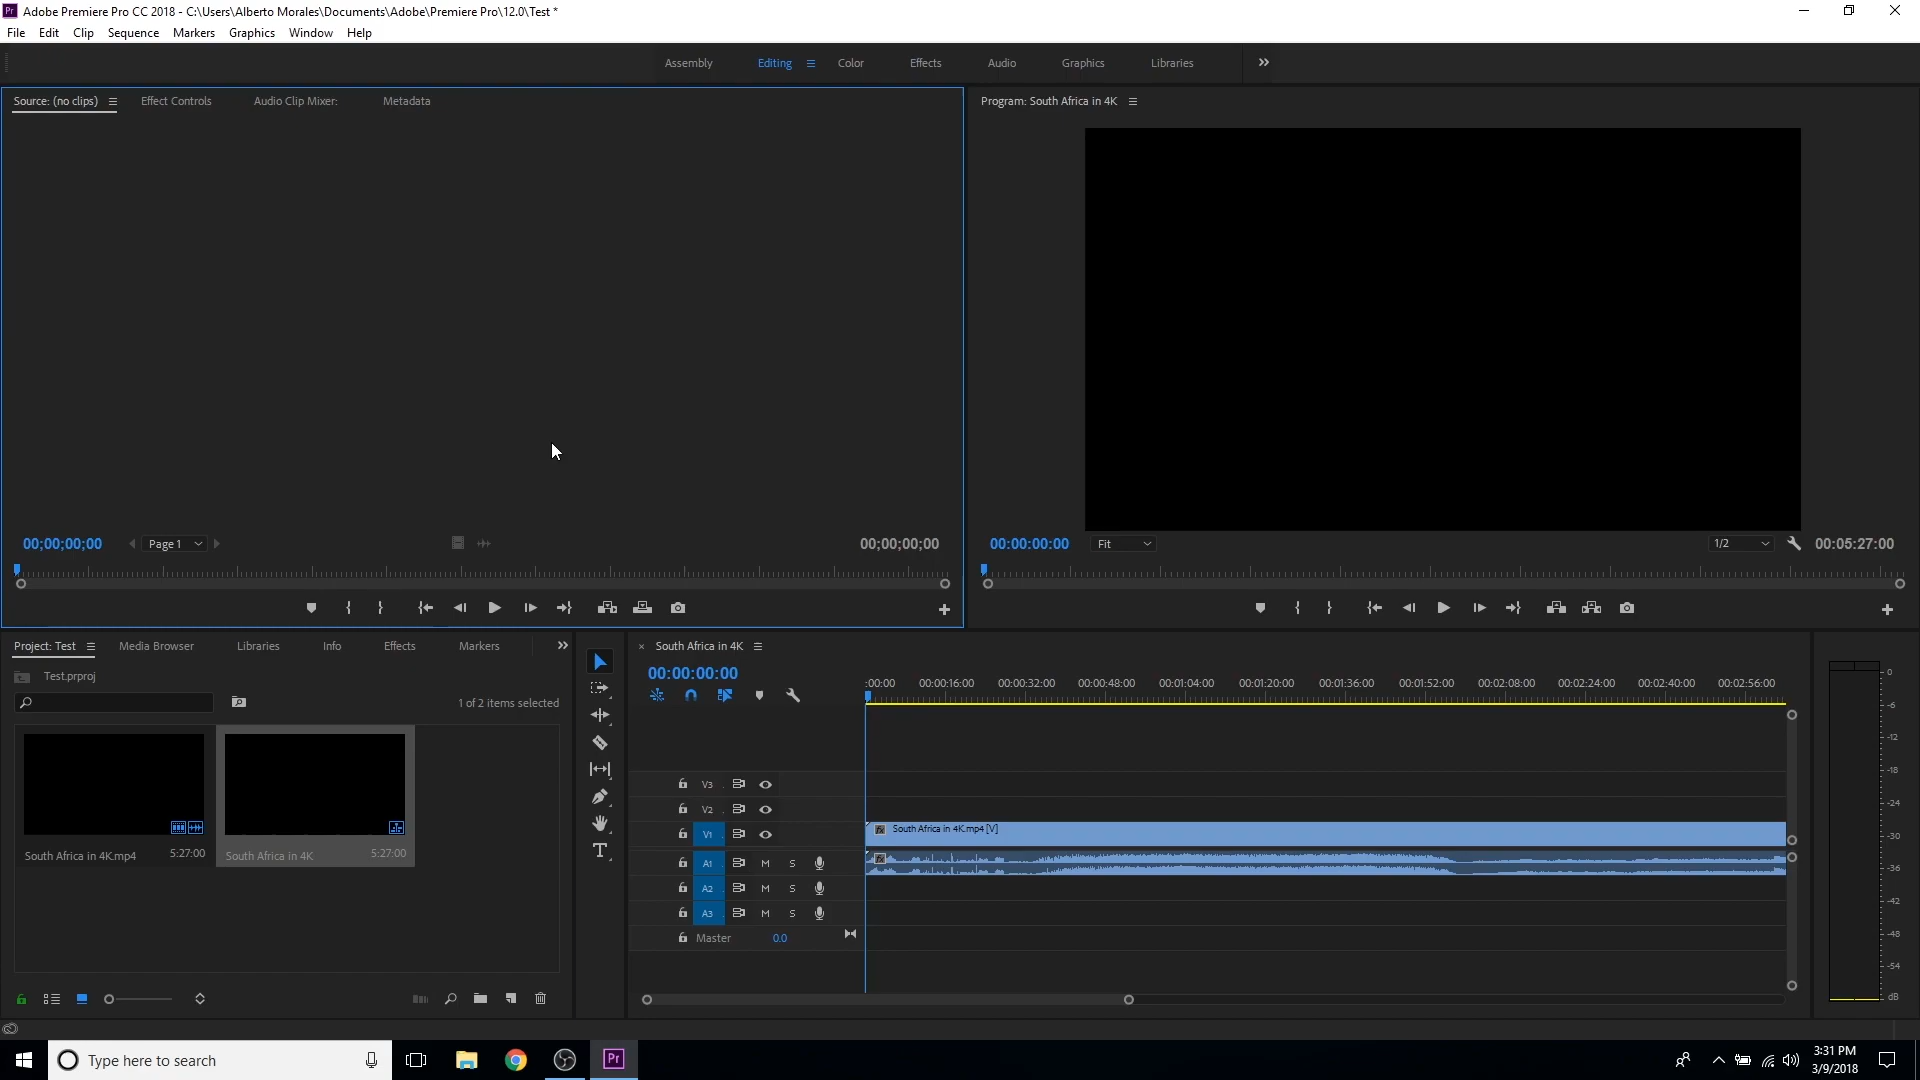 Pr Adobe Premiere Pro CC 2018 - C:\Users\Alberto Morales\Documents\Adobe\Premiere Pro\12.0\Test *
File Edit Clip Sequence Markers Graphics Window Help
Assembly Editing Color Effects Audio Graphics Libraries
Source: (no clips) Effect Controls Audio Clip Mixer: Metadata
Program: South Africa in 4K
00;00;00;00 Page 1 00;00;00;00
00:00:00:00 Fit 1/2 00:05:27:00
Project: Test Media Browser Libraries Info Effects Markers
Test.prproj
1 of 2 items selected
South Africa in 4K.mp4 5:27:00
South Africa in 4K 5:27:00
T
× South Africa in 4K
00:00:00:00
:00:00 00:00:16:00 00:00:32:00 00:00:48:00 00:01:04:00 00:01:20:00 00:01:36:00 00:01:52:00 00:02:08:00 00:02:24:00 00:02:40:00 00:02:56:00
V3
V2
V1 fx South Africa in 4K.mp4 [V]
A1 M S fx
A2 M S
A3 M S
Master 0.0
0
-6
-12
-18
-24
-30
-36
-42
-48
-54
dB
Type here to search
Pr
3:31 PM
3/9/2018